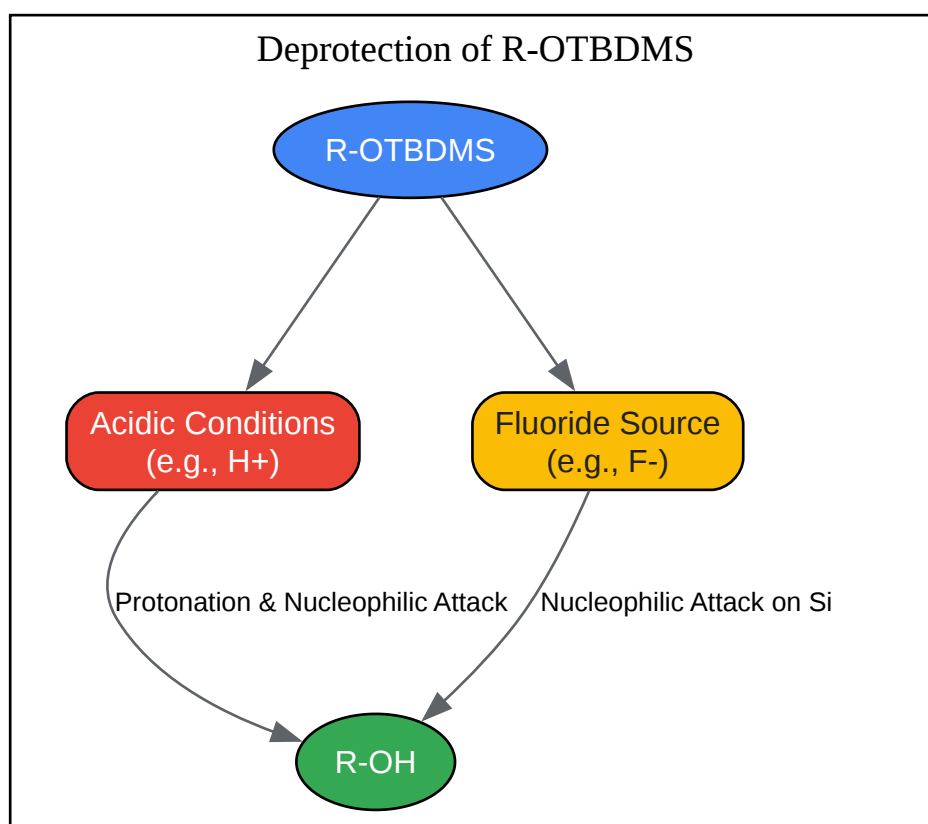 Deprotection of R-OTBDMS
R-OTBDMS
Acidic Conditions
(e.g., H+)
Fluoride Source
(e.g., F-)
Protonation & Nucleophilic Attack
Nucleophilic Attack on Si
R-OH